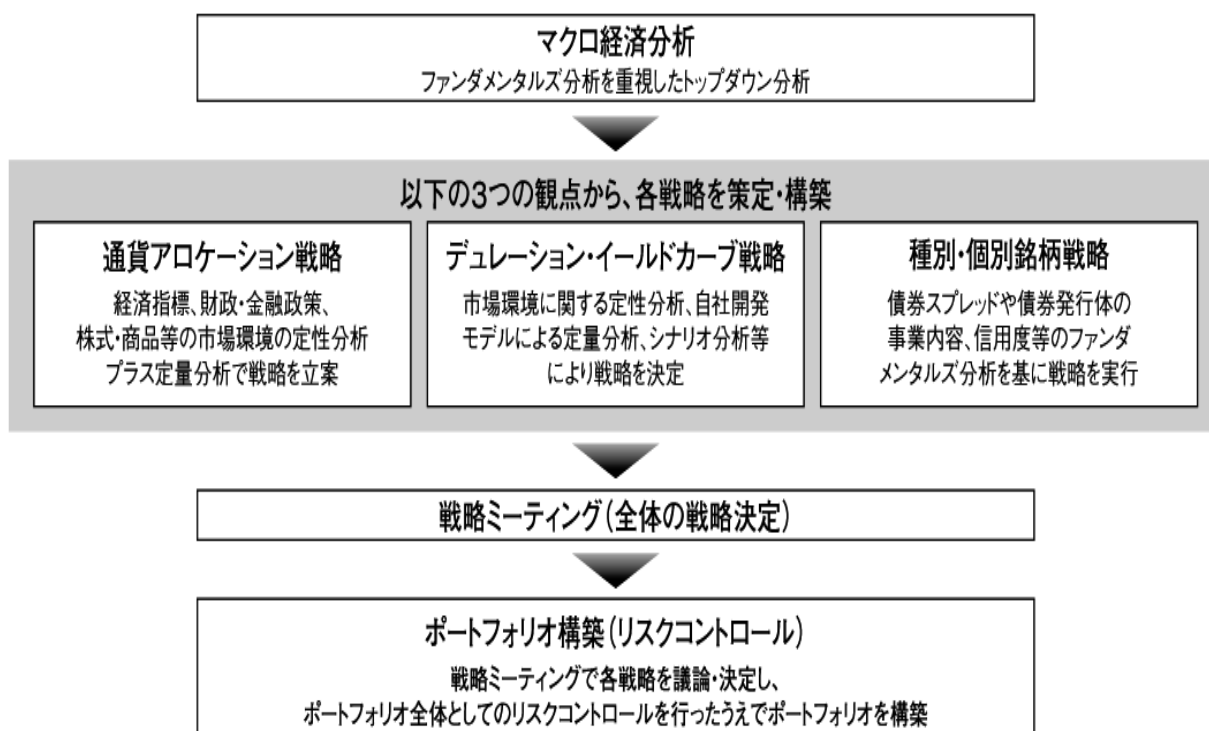 マクロ経済分析
ファンダメンタルズ分析を重視したトップダウン分析
以下の3つの観点から、各戦略を策定・構築
通貨アロケーション戦略
経済指標、財政・金融政策、
株式・商品等の市場環境の定性分析
プラス定量分析で戦略を立案
デュレーション・イールドカーブ戦略
市場環境に関する定性分析、自社開発
モデルによる定量分析、シナリオ分析等
により戦略を決定
種別・個別銘柄戦略
債券スプレッドや債券発行体の
事業内容、信用度等のファンダ
メンタルズ分析を基に戦略を実行
戦略ミーティング(全体の戦略決定)
ポートフォリオ構築(リスクコントロール)
戦略ミーティングで各戦略を議論・決定し、
ポートフォリオ全体としてのリスクコントロールを行ったうえでポートフォリオを構築